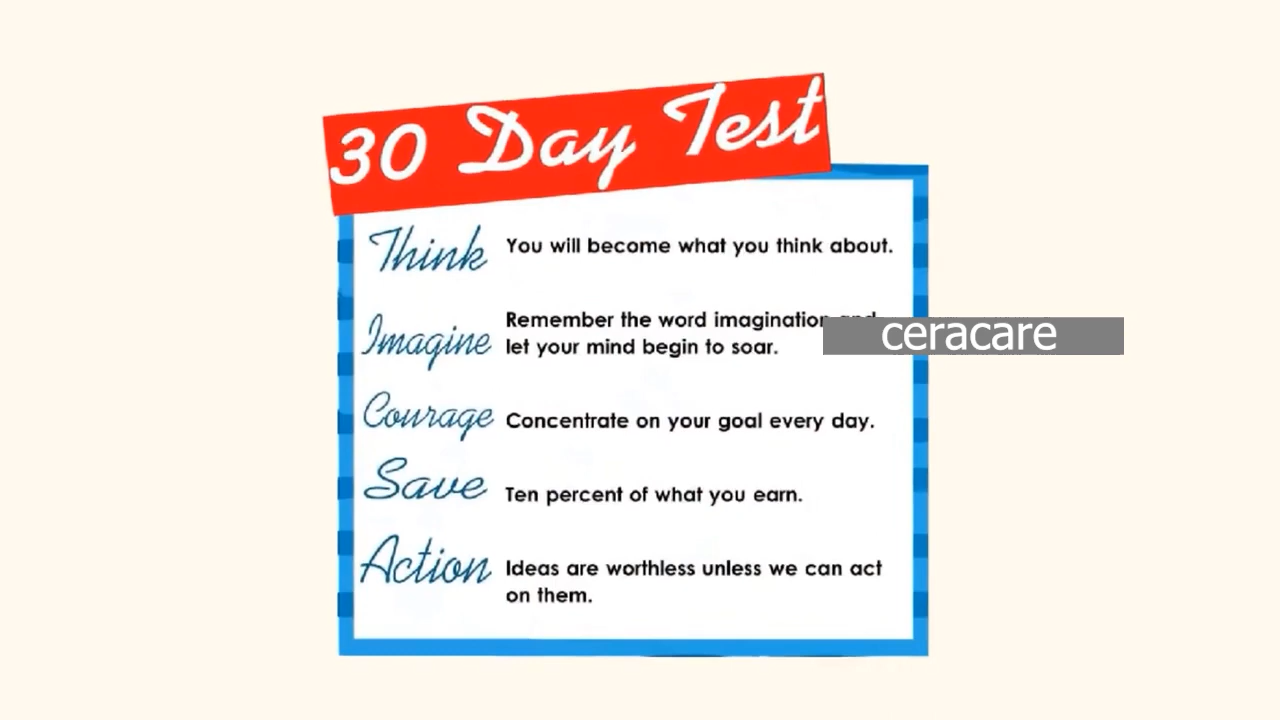 30 Day Test
Think You will become what you think about.
Imagine Remember the word imagination and
let your mind begin to soar.
ceracare
Courage Concentrate on your goal every day.
Save Ten percent of what you earn.
Action Ideas are worthless unless we can act
on them.